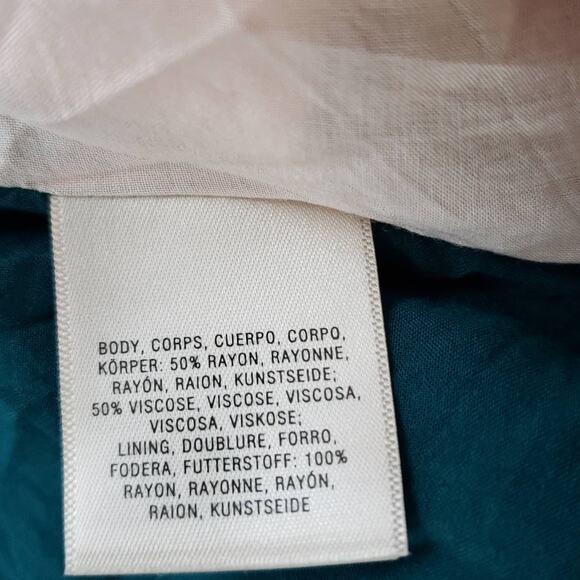 BODY, CORPS, CUERPO, CORPO,
KÖRPER: 50% RAYON, RAYONNE,
RAYÓN, RAION, KUNSTSEIDE;
50% VISCOSE, VISCOSE, VISCOSA,
VISCOSA, VISKOSE;
LINING, DOUBLURE, FORRO,
FODERA, FUTTERSTOFF: 100%
RAYON, RAYONNE, RAYÓN,
RAION, KUNSTSEIDE